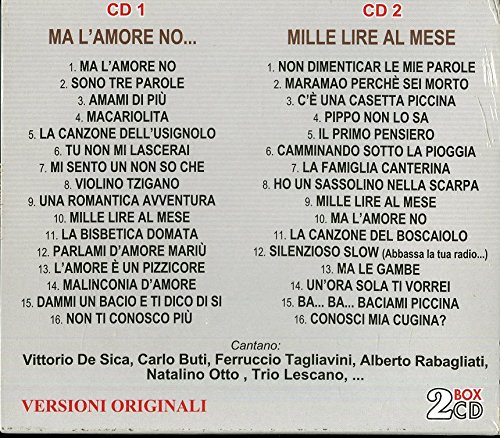 CD 1
MA L'AMORE NO...
1. MA L'AMORE NO
2. SONO TRE PAROLE
3. AMAMI DI PIÙ
4. MACARIOLITA
5. LA CANZONE DELL'USIGNOLO
6. TU NON MI LASCERAI
7. MI SENTO UN NON SO CHE
8. VIOLINO TZIGANO
9. UNA ROMANTICA AVVENTURA
10. MILLE LIRE AL MESE
11. LA BISBETICA DOMATA
12. PARLAMI D'AMORE MARIÙ
13. L'AMORE È UN PIZZICORE
14. MALINCONIA D'AMORE
15. DAMMI UN BACIO E TI DICO DI SI
16. NON TI CONOSCO PIÙ
CD 2
MILLE LIRE AL MESE
1. NON DIMENTICAR LE MIE PAROLE
2. MARAMAO PERCHÈ SEI MORTO
3. C'È UNA CASETTA PICCINA
4. PIPPO NON LO SA
5. IL PRIMO PENSIERO
6. CAMMINANDO SOTTO LA PIOGGIA
7. LA FAMIGLIA CANTERINA
8. HO UN SASSOLINO NELLA SCARPA
9. MILLE LIRE AL MESE
10. MA L'AMORE NO
11. LA CANZONE DEL BOSCAIOLO
12. SILENZIOSO SLOW (Abbassa la tua radio...)
13. MA LE GAMBE
14. UN'ORA SOLA TI VORREI
15. BA... BA... BACIAMI PICCINA
16. CONOSCI MIA CUGINA?
Cantano:
Vittorio De Sica, Carlo Buti, Ferruccio Tagliavini, Alberto Rabagliati,
Natalino Otto , Trio Lescano, ...
VERSIONI ORIGINALI
2 BOX CD